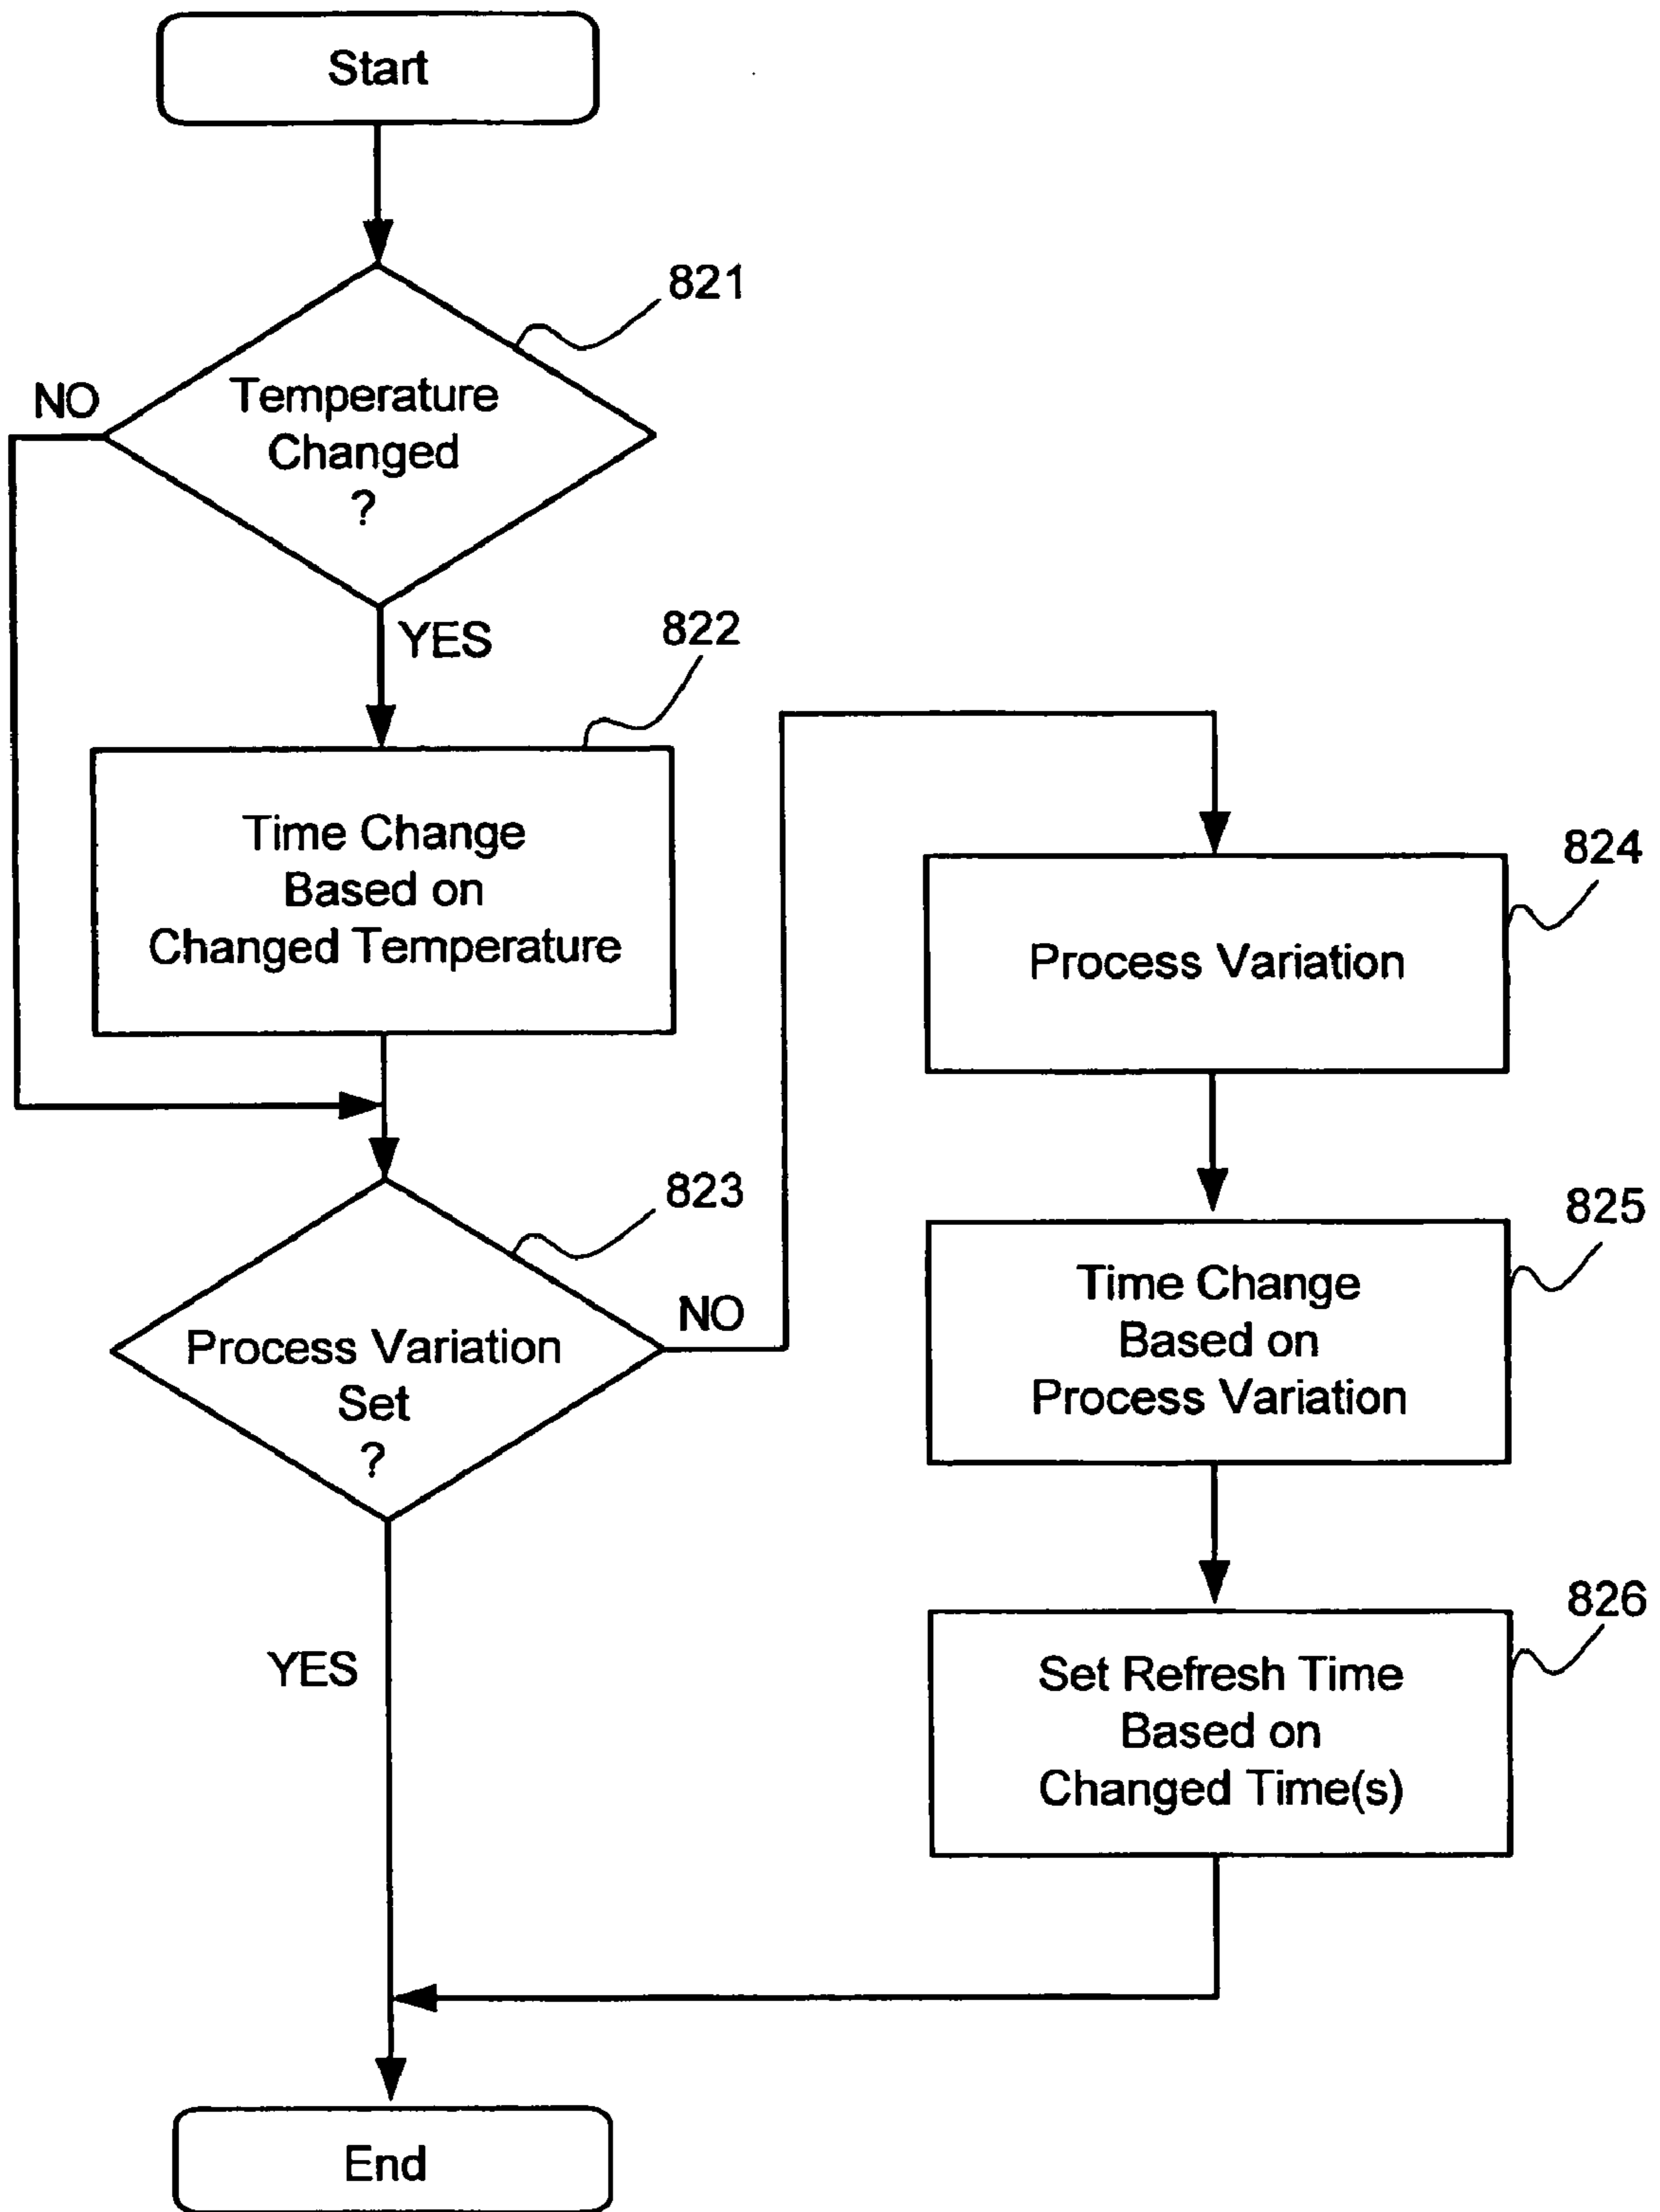 Start
821
NO
Temperature
Changed
?
YES
822
Time Change
Based on
Changed Temperature
823
Process Variation
Set
?
NO
YES
824
Process Variation
825
Time Change
Based on
Process Variation
826
Set Refresh Time
Based on
Changed Time(s)
End